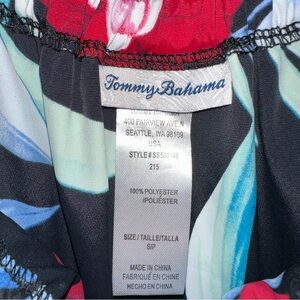 Tommy Bahama
400 FAIRVIEW AVE N
SEATTLE, WA 98109
USA
215
100% POLYESTER
/POLIÉSTER
SIZE/TAILLE/TALLA
S/P
MADE IN CHINA
FABRIQUÉ EN CHINE
HECHO EN CHINA